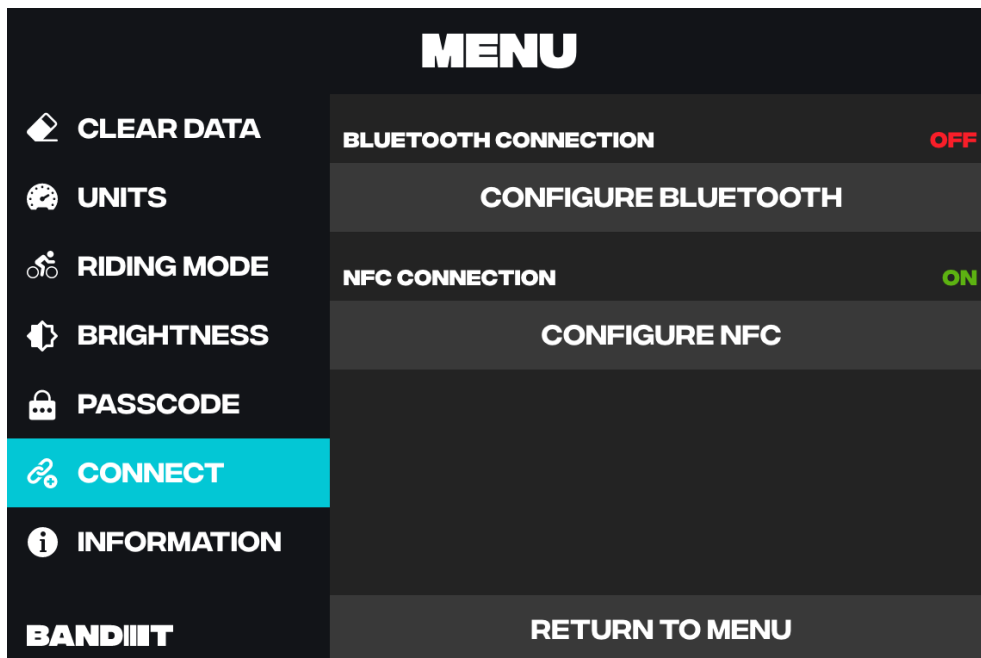 MENU
CLEAR DATA
UNITS
RIDING MODE
BRIGHTNESS
PASSCODE
CONNECT
INFORMATION
BANDIIIT
BLUETOOTH CONNECTION OFF
CONFIGURE BLUETOOTH
NFC CONNECTION ON
CONFIGURE NFC
RETURN TO MENU